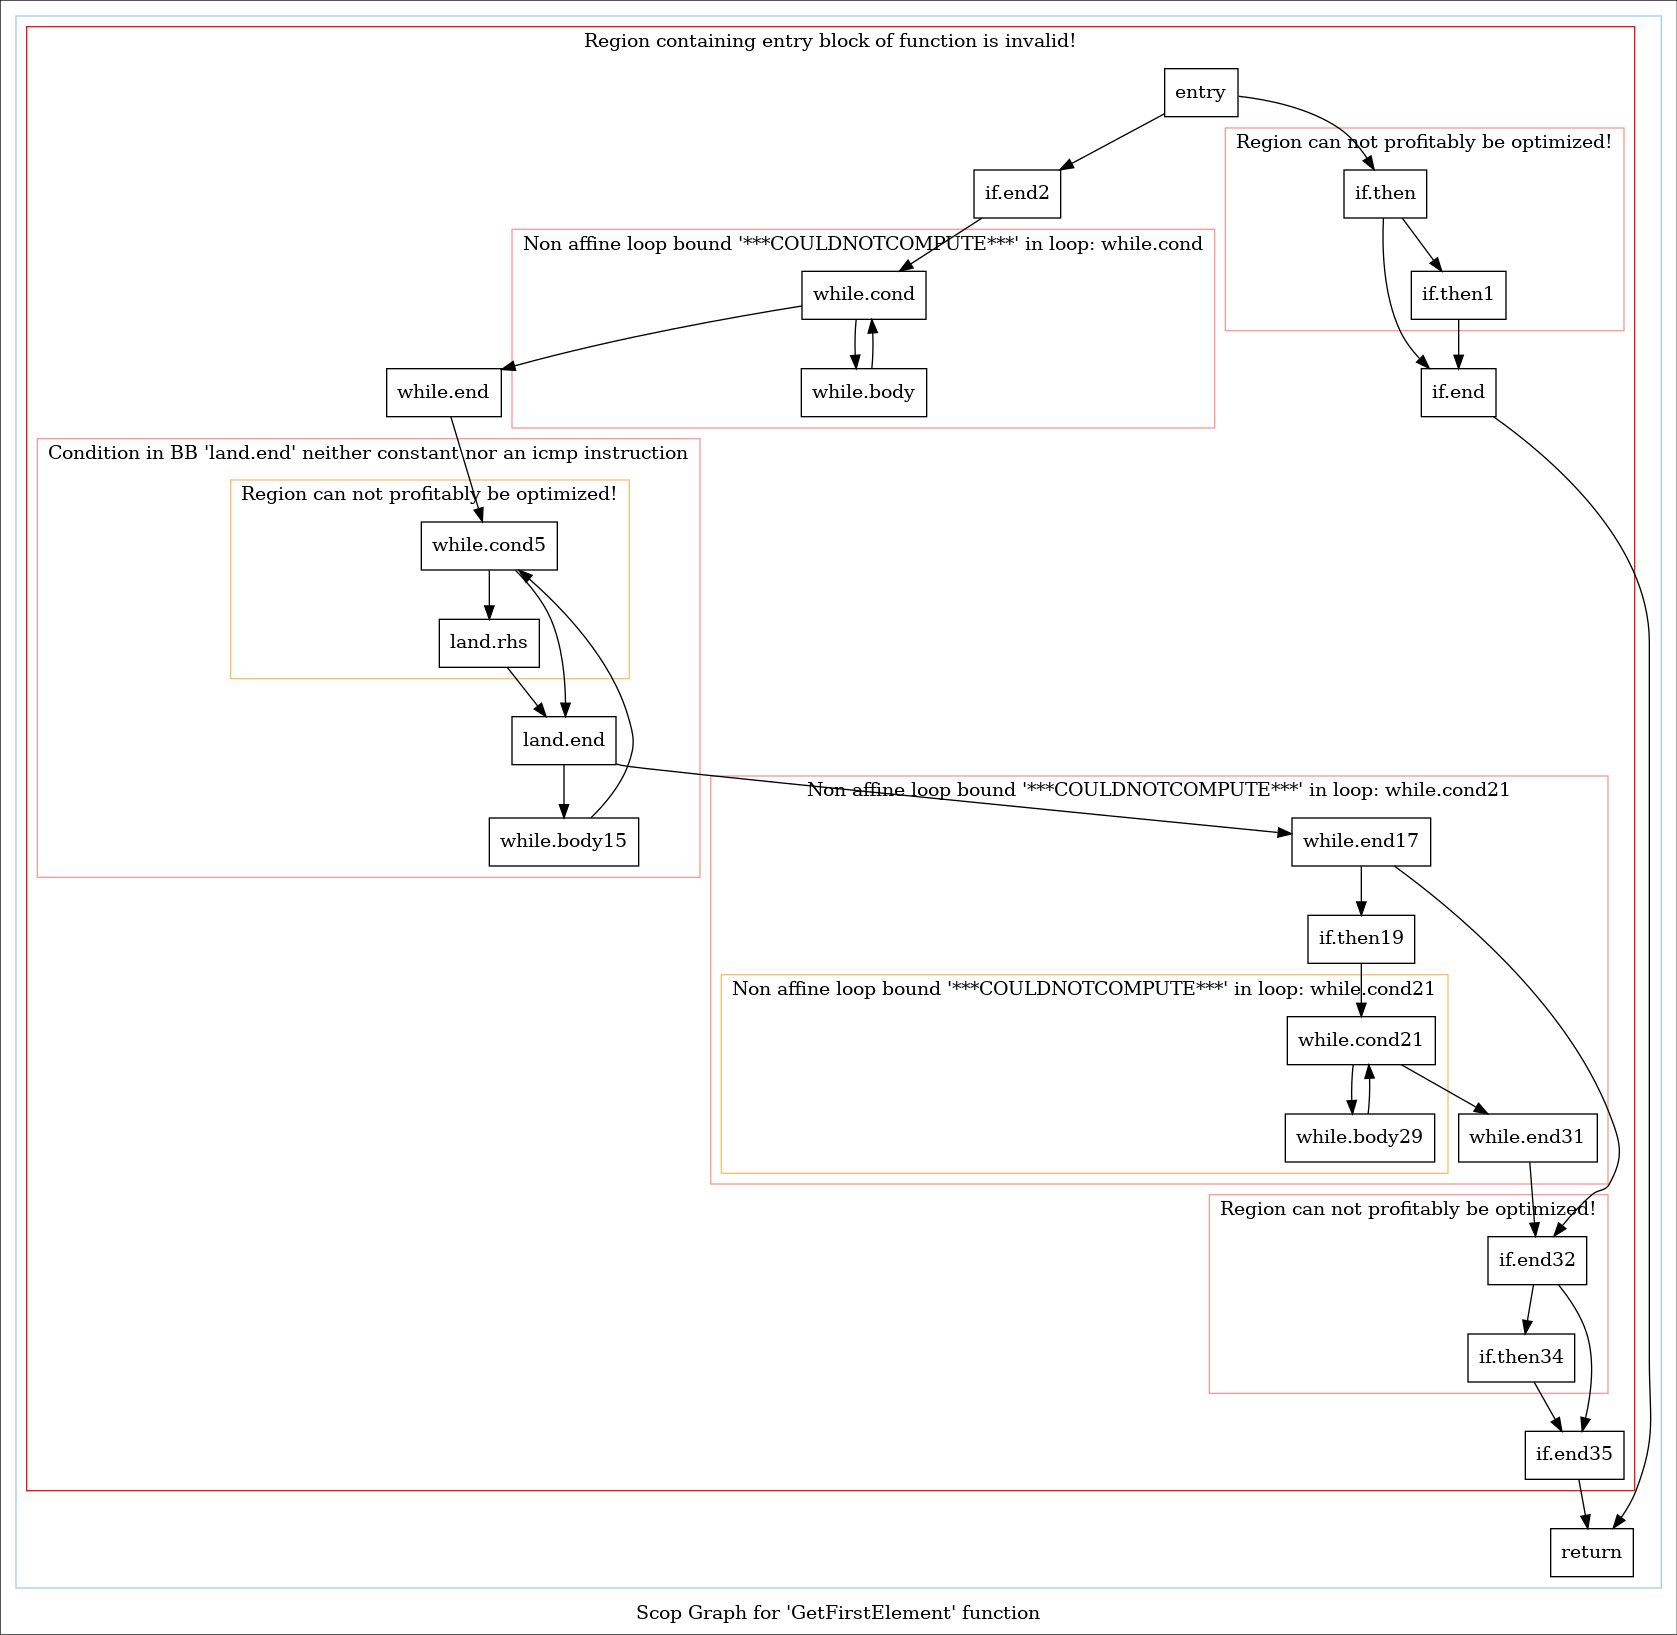 Region containing entry block of function is invalid!
entry
Region can not profitably be optimized!
if.end2
if.then
Non affine loop bound '***COULDNOTCOMPUTE***' in loop: while.cond
while.cond
if.then1
while.end
while.body
if.end
Condition in BB 'land.end' neither constant nor an icmp instruction
Region can not profitably be optimized!
while.cond5
land.rhs
land.end
Non affine loop bound '***COULDNOTCOMPUTE***' in loop: while.cond21
while.body15
while.end17
if.then19
Non affine loop bound '***COULDNOTCOMPUTE***' in loop: while.cond21
while.cond21
while.body29
while.end31
Region can not profitably be optimized!
if.end32
if.then34
if.end35
return
Scop Graph for 'GetFirstElement' function